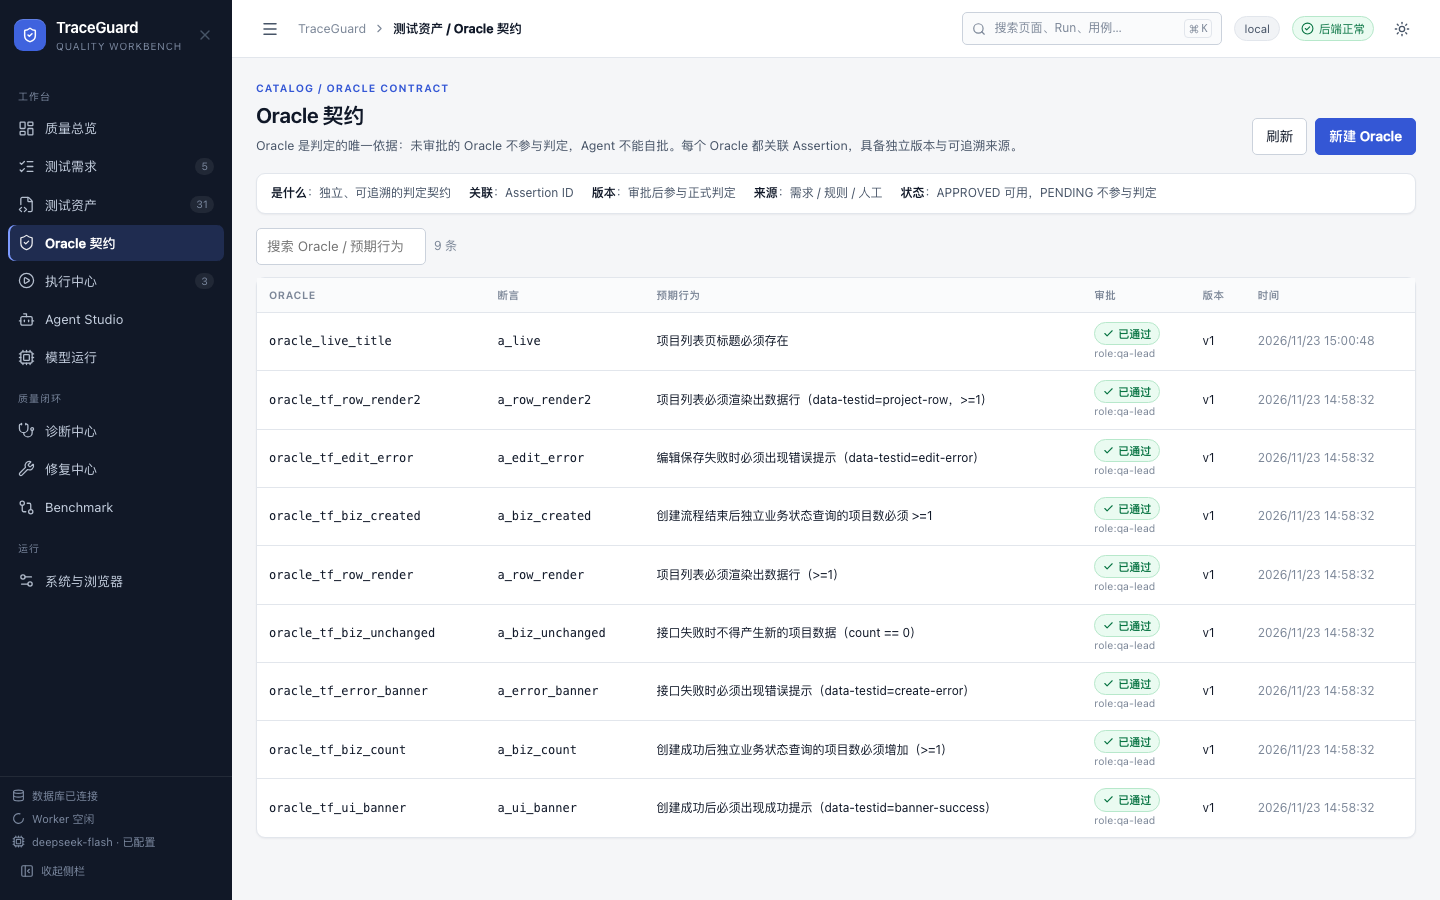 TraceGuard
QUALITY WORKBENCH
工作台
质量总览
测试需求 5
测试资产 31
Oracle 契约
执行中心 3
Agent Studio
模型运行
质量闭环
诊断中心
修复中心
Benchmark
运行
系统与浏览器
数据库已连接
Worker 空闲
deepseek-flash · 已配置
收起侧栏
TraceGuard > 测试资产 / Oracle 契约
搜索页面、Run、用例... ⌘ K
local
后端正常
CATALOG / ORACLE CONTRACT
Oracle 契约
Oracle 是判定的唯一依据：未审批的 Oracle 不参与判定，Agent 不能自批。每个 Oracle 都关联 Assertion，具备独立版本与可追溯来源。
刷新
新建 Oracle
是什么：独立、可追溯的判定契约 关联：Assertion ID 版本：审批后参与正式判定 来源：需求 / 规则 / 人工 状态：APPROVED 可用，PENDING 不参与判定
搜索 Oracle / 预期行为 9 条
ORACLE 断言 预期行为 审批 版本 时间
oracle_live_title a_live 项目列表页标题必须存在 已通过 v1 2026/11/23 15:00:48
role:qa-lead
oracle_tf_row_render2 a_row_render2 项目列表必须渲染出数据行（data-testid=project-row，>=1） 已通过 v1 2026/11/23 14:58:32
role:qa-lead
oracle_tf_edit_error a_edit_error 编辑保存失败时必须出现错误提示（data-testid=edit-error） 已通过 v1 2026/11/23 14:58:32
role:qa-lead
oracle_tf_biz_created a_biz_created 创建流程结束后独立业务状态查询的项目数必须 >=1 已通过 v1 2026/11/23 14:58:32
role:qa-lead
oracle_tf_row_render a_row_render 项目列表必须渲染出数据行（>=1） 已通过 v1 2026/11/23 14:58:32
role:qa-lead
oracle_tf_biz_unchanged a_biz_unchanged 接口失败时不得产生新的项目数据（count == 0） 已通过 v1 2026/11/23 14:58:32
role:qa-lead
oracle_tf_error_banner a_error_banner 接口失败时必须出现错误提示（data-testid=create-error） 已通过 v1 2026/11/23 14:58:32
role:qa-lead
oracle_tf_biz_count a_biz_count 创建成功后独立业务状态查询的项目数必须增加（>=1） 已通过 v1 2026/11/23 14:58:32
role:qa-lead
oracle_tf_ui_banner a_ui_banner 创建成功后必须出现成功提示（data-testid=banner-success） 已通过 v1 2026/11/23 14:58:32
role:qa-lead